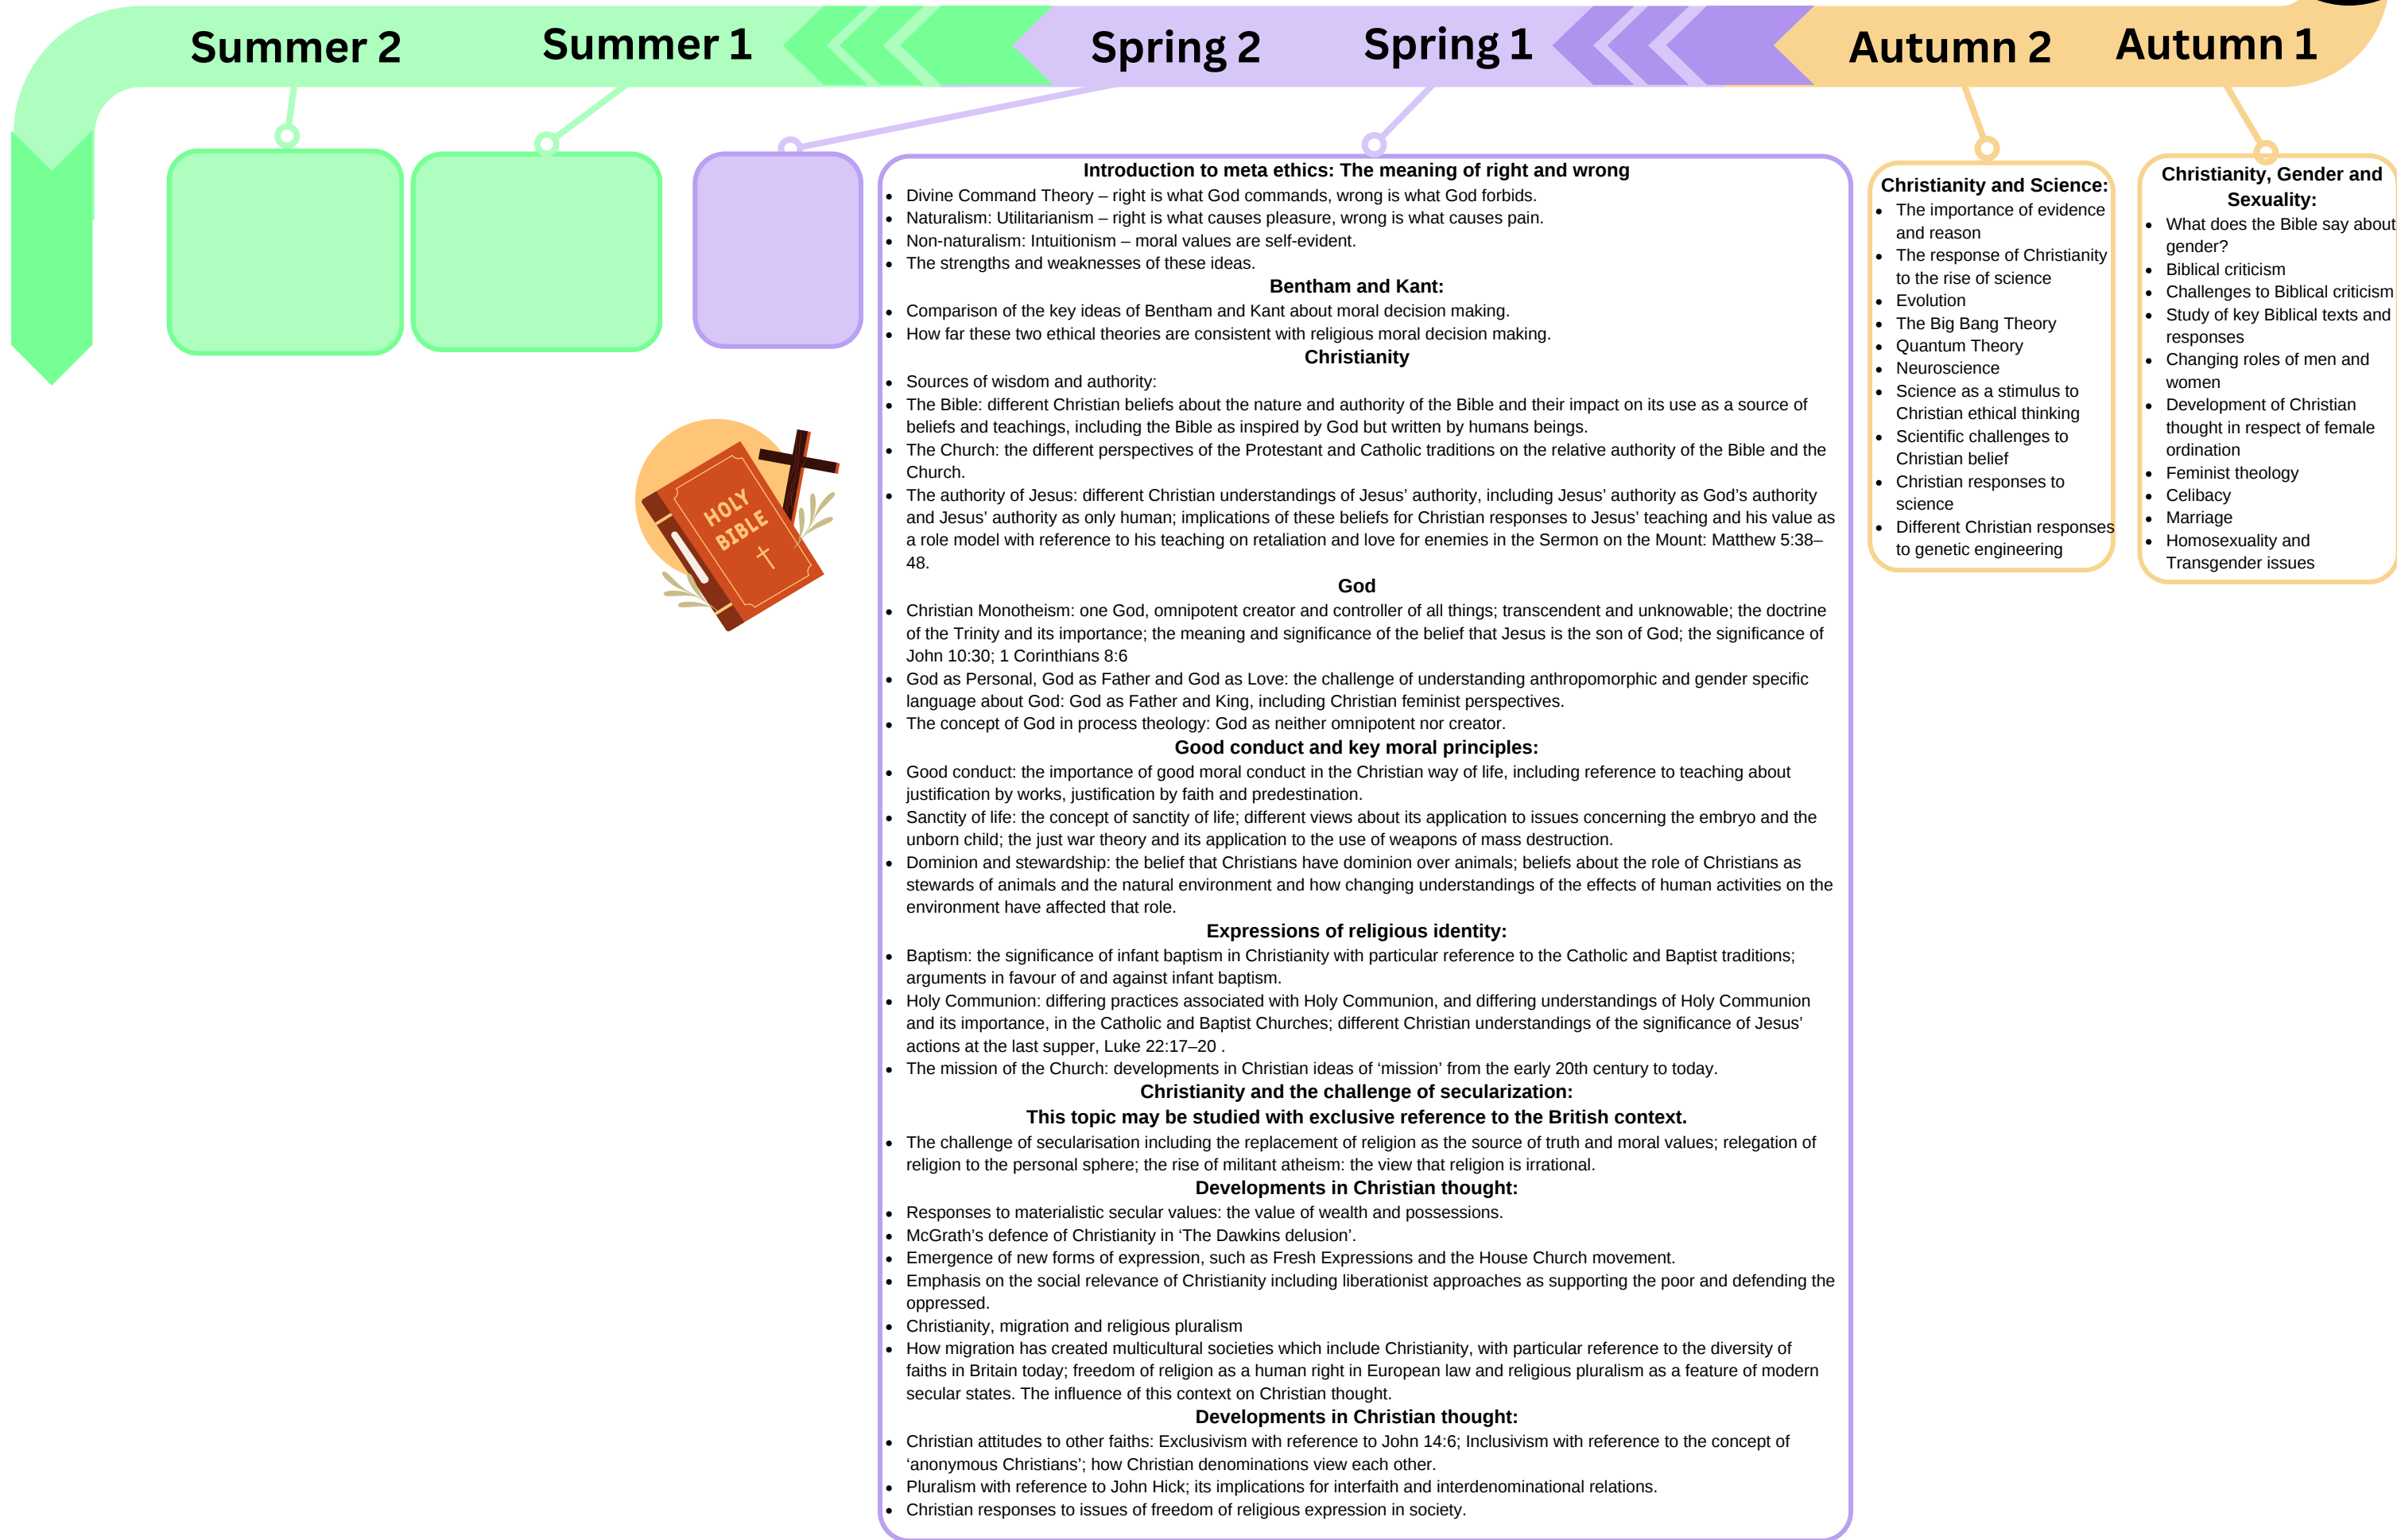 Summer 2
Summer 1
Spring 2
Spring 1
Autumn 2
Autumn 1
Introduction to meta ethics: The meaning of right and wrong
• Divine Command Theory – right is what God commands, wrong is what God forbids.
• Naturalism: Utilitarianism – right is what causes pleasure, wrong is what causes pain.
• Non-naturalism: Intuitionism – moral values are self-evident.
• The strengths and weaknesses of these ideas.
Bentham and Kant:
• Comparison of the key ideas of Bentham and Kant about moral decision making.
• How far these two ethical theories are consistent with religious moral decision making.
Christianity
• Sources of wisdom and authority:
• The Bible: different Christian beliefs about the nature and authority of the Bible and their impact on its use as a source of
beliefs and teachings, including the Bible as inspired by God but written by humans beings.
• The Church: the different perspectives of the Protestant and Catholic traditions on the relative authority of the Bible and the
Church.
• The authority of Jesus: different Christian understandings of Jesus’ authority, including Jesus’ authority as God’s authority
and Jesus’ authority as only human; implications of these beliefs for Christian responses to Jesus’ teaching and his value as
a role model with reference to his teaching on retaliation and love for enemies in the Sermon on the Mount: Matthew 5:38–
48.
God
• Christian Monotheism: one God, omnipotent creator and controller of all things; transcendent and unknowable; the doctrine
of the Trinity and its importance; the meaning and significance of the belief that Jesus is the son of God; the significance of
John 10:30; 1 Corinthians 8:6
• God as Personal, God as Father and God as Love: the challenge of understanding anthropomorphic and gender specific
language about God: God as Father and King, including Christian feminist perspectives.
• The concept of God in process theology: God as neither omnipotent nor creator.
Good conduct and key moral principles:
• Good conduct: the importance of good moral conduct in the Christian way of life, including reference to teaching about
justification by works, justification by faith and predestination.
• Sanctity of life: the concept of sanctity of life; different views about its application to issues concerning the embryo and the
unborn child; the just war theory and its application to the use of weapons of mass destruction.
• Dominion and stewardship: the belief that Christians have dominion over animals; beliefs about the role of Christians as
stewards of animals and the natural environment and how changing understandings of the effects of human activities on the
environment have affected that role.
Expressions of religious identity:
• Baptism: the significance of infant baptism in Christianity with particular reference to the Catholic and Baptist traditions;
arguments in favour of and against infant baptism.
• Holy Communion: differing practices associated with Holy Communion, and differing understandings of Holy Communion
and its importance, in the Catholic and Baptist Churches; different Christian understandings of the significance of Jesus’
actions at the last supper, Luke 22:17–20 .
• The mission of the Church: developments in Christian ideas of ‘mission’ from the early 20th century to today.
Christianity and the challenge of secularization:
This topic may be studied with exclusive reference to the British context.
• The challenge of secularisation including the replacement of religion as the source of truth and moral values; relegation of
religion to the personal sphere; the rise of militant atheism: the view that religion is irrational.
Developments in Christian thought:
• Responses to materialistic secular values: the value of wealth and possessions.
• McGrath’s defence of Christianity in ‘The Dawkins delusion’.
• Emergence of new forms of expression, such as Fresh Expressions and the House Church movement.
• Emphasis on the social relevance of Christianity including liberationist approaches as supporting the poor and defending the
oppressed.
• Christianity, migration and religious pluralism
• How migration has created multicultural societies which include Christianity, with particular reference to the diversity of
faiths in Britain today; freedom of religion as a human right in European law and religious pluralism as a feature of modern
secular states. The influence of this context on Christian thought.
Developments in Christian thought:
• Christian attitudes to other faiths: Exclusivism with reference to John 14:6; Inclusivism with reference to the concept of
‘anonymous Christians’; how Christian denominations view each other.
• Pluralism with reference to John Hick; its implications for interfaith and interdenominational relations.
• Christian responses to issues of freedom of religious expression in society.
Christianity and Science:
• The importance of evidence
and reason
• The response of Christianity
to the rise of science
• Evolution
• The Big Bang Theory
• Quantum Theory
• Neuroscience
• Science as a stimulus to
Christian ethical thinking
• Scientific challenges to
Christian belief
• Christian responses to
science
• Different Christian responses
to genetic engineering
Christianity, Gender and
Sexuality:
• What does the Bible say about
gender?
• Biblical criticism
• Challenges to Biblical criticism
• Study of key Biblical texts and
responses
• Changing roles of men and
women
• Development of Christian
thought in respect of female
ordination
• Feminist theology
• Celibacy
• Marriage
• Homosexuality and
Transgender issues
HOLY
BIBLE